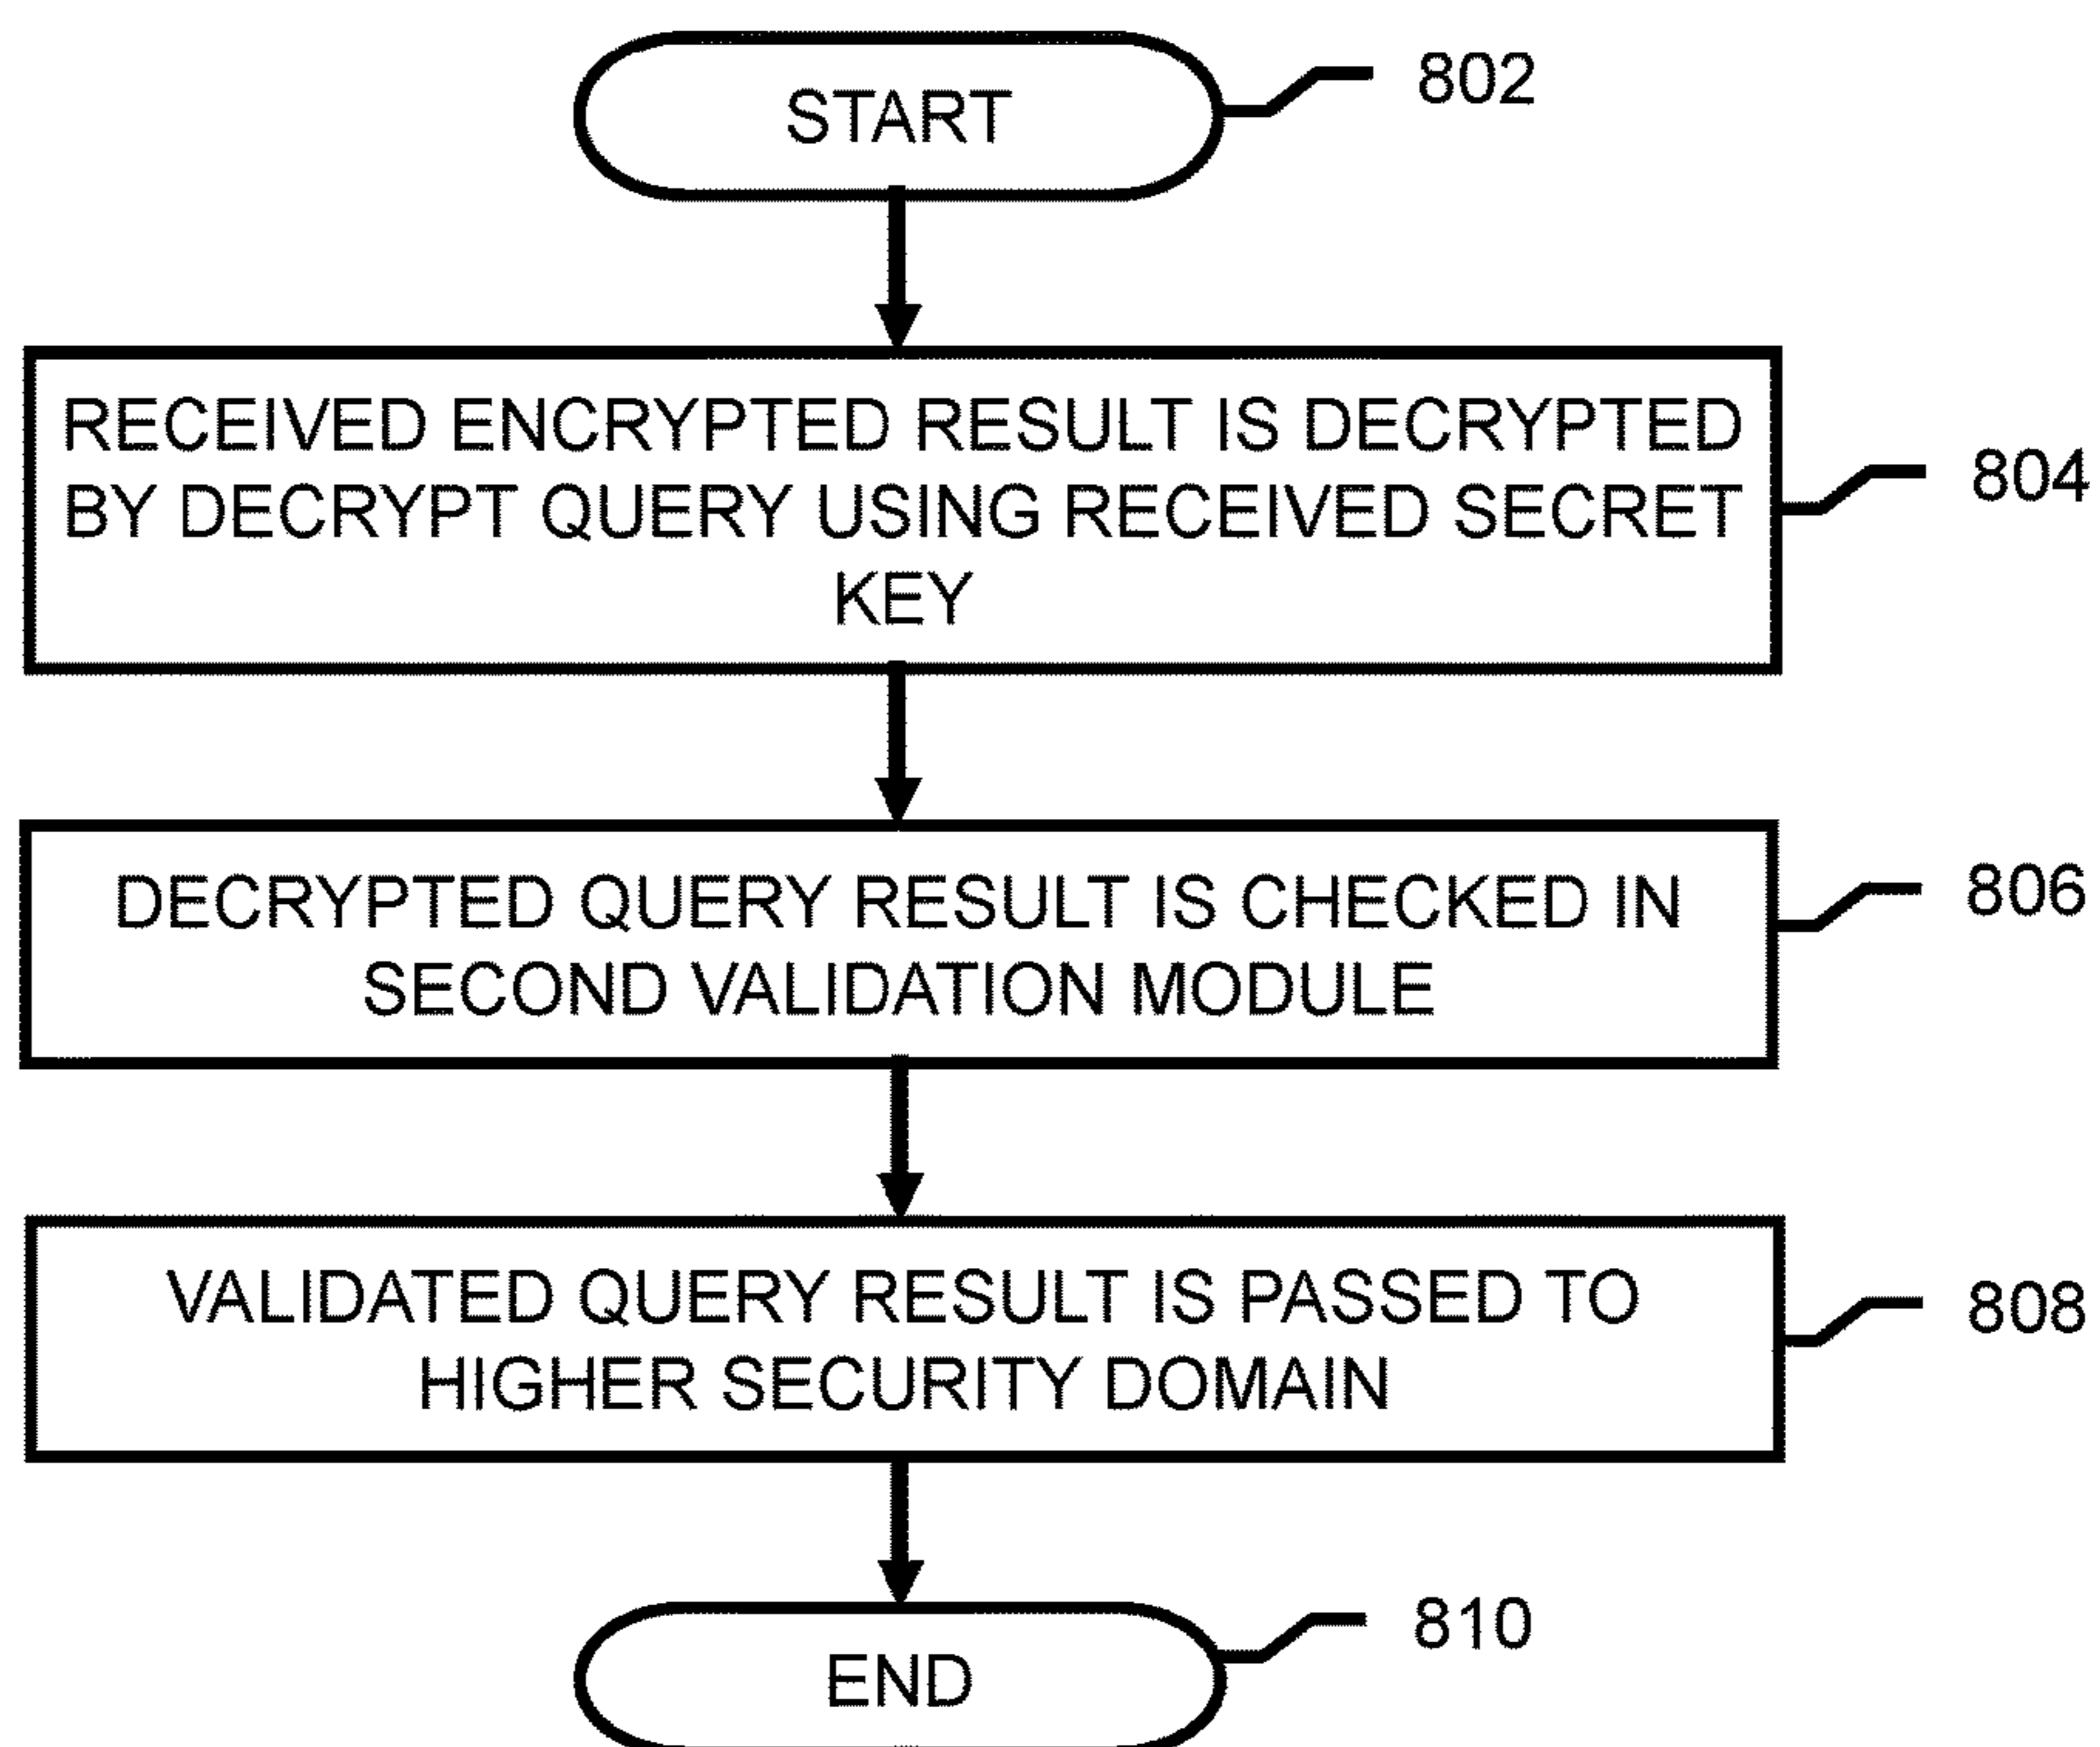 START
802
RECEIVED ENCRYPTED RESULT IS DECRYPTED
BY DECRYPT QUERY USING RECEIVED SECRET
KEY
804
DECRYPTED QUERY RESULT IS CHECKED IN
SECOND VALIDATION MODULE
806
VALIDATED QUERY RESULT IS PASSED TO
HIGHER SECURITY DOMAIN
808
END
810